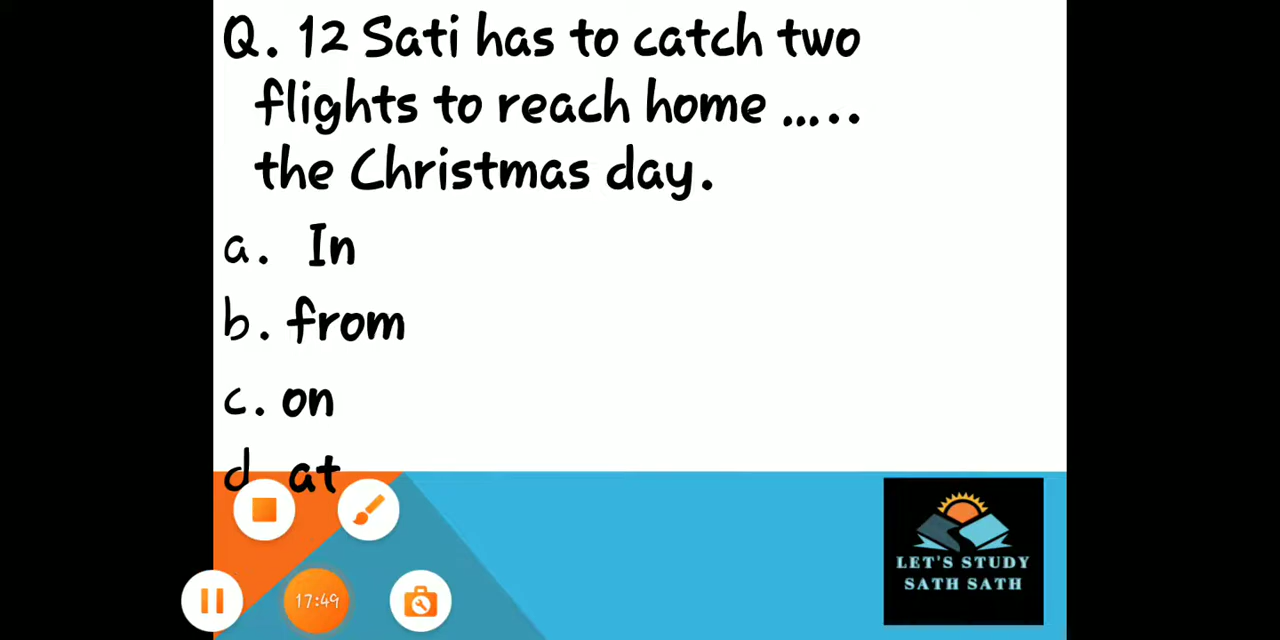 Q. 12 Sati has to catch two
flights to reach home .....
the Christmas day.
a. In
b. from
c. on
d at
17:49
LET'S STUDY
SATH SATH